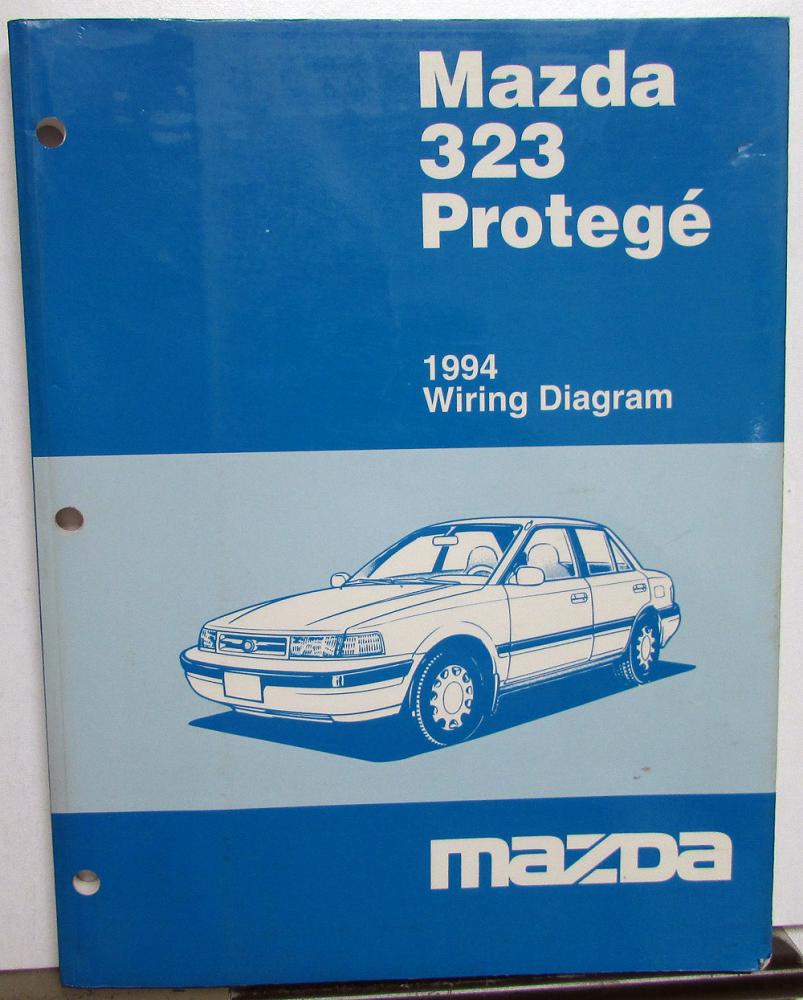 Mazda
323
Protegé
1994
Wiring Diagram
mazda